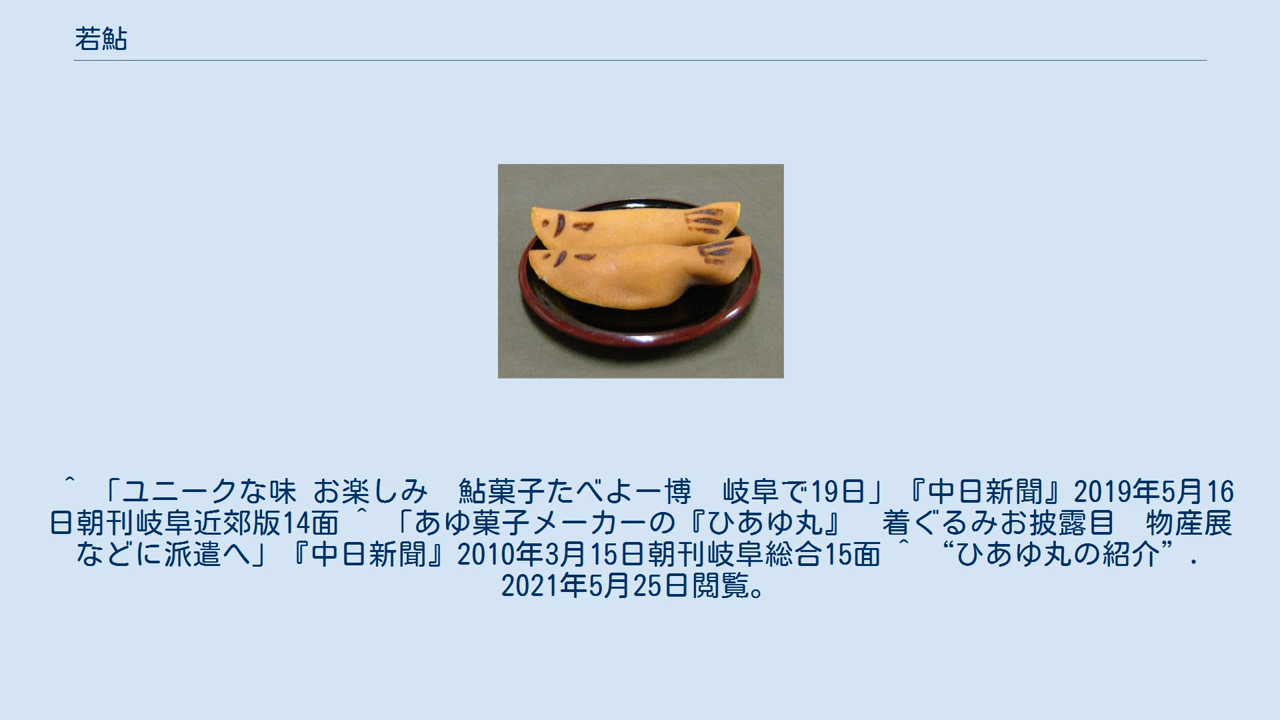 若鮎
^ 「ユニークな味 お楽しみ　鮎菓子たべよー博　岐阜で19日」『中日新聞』2019年5月16
日朝刊岐阜近郊版14面 ^ 「あゆ菓子メーカーの『ひあゆ丸』　着ぐるみお披露目　物産展
などに派遣へ」『中日新聞』2010年3月15日朝刊岐阜総合15面 ^ “ひあゆ丸の紹介”.
2021年5月25日閲覧。